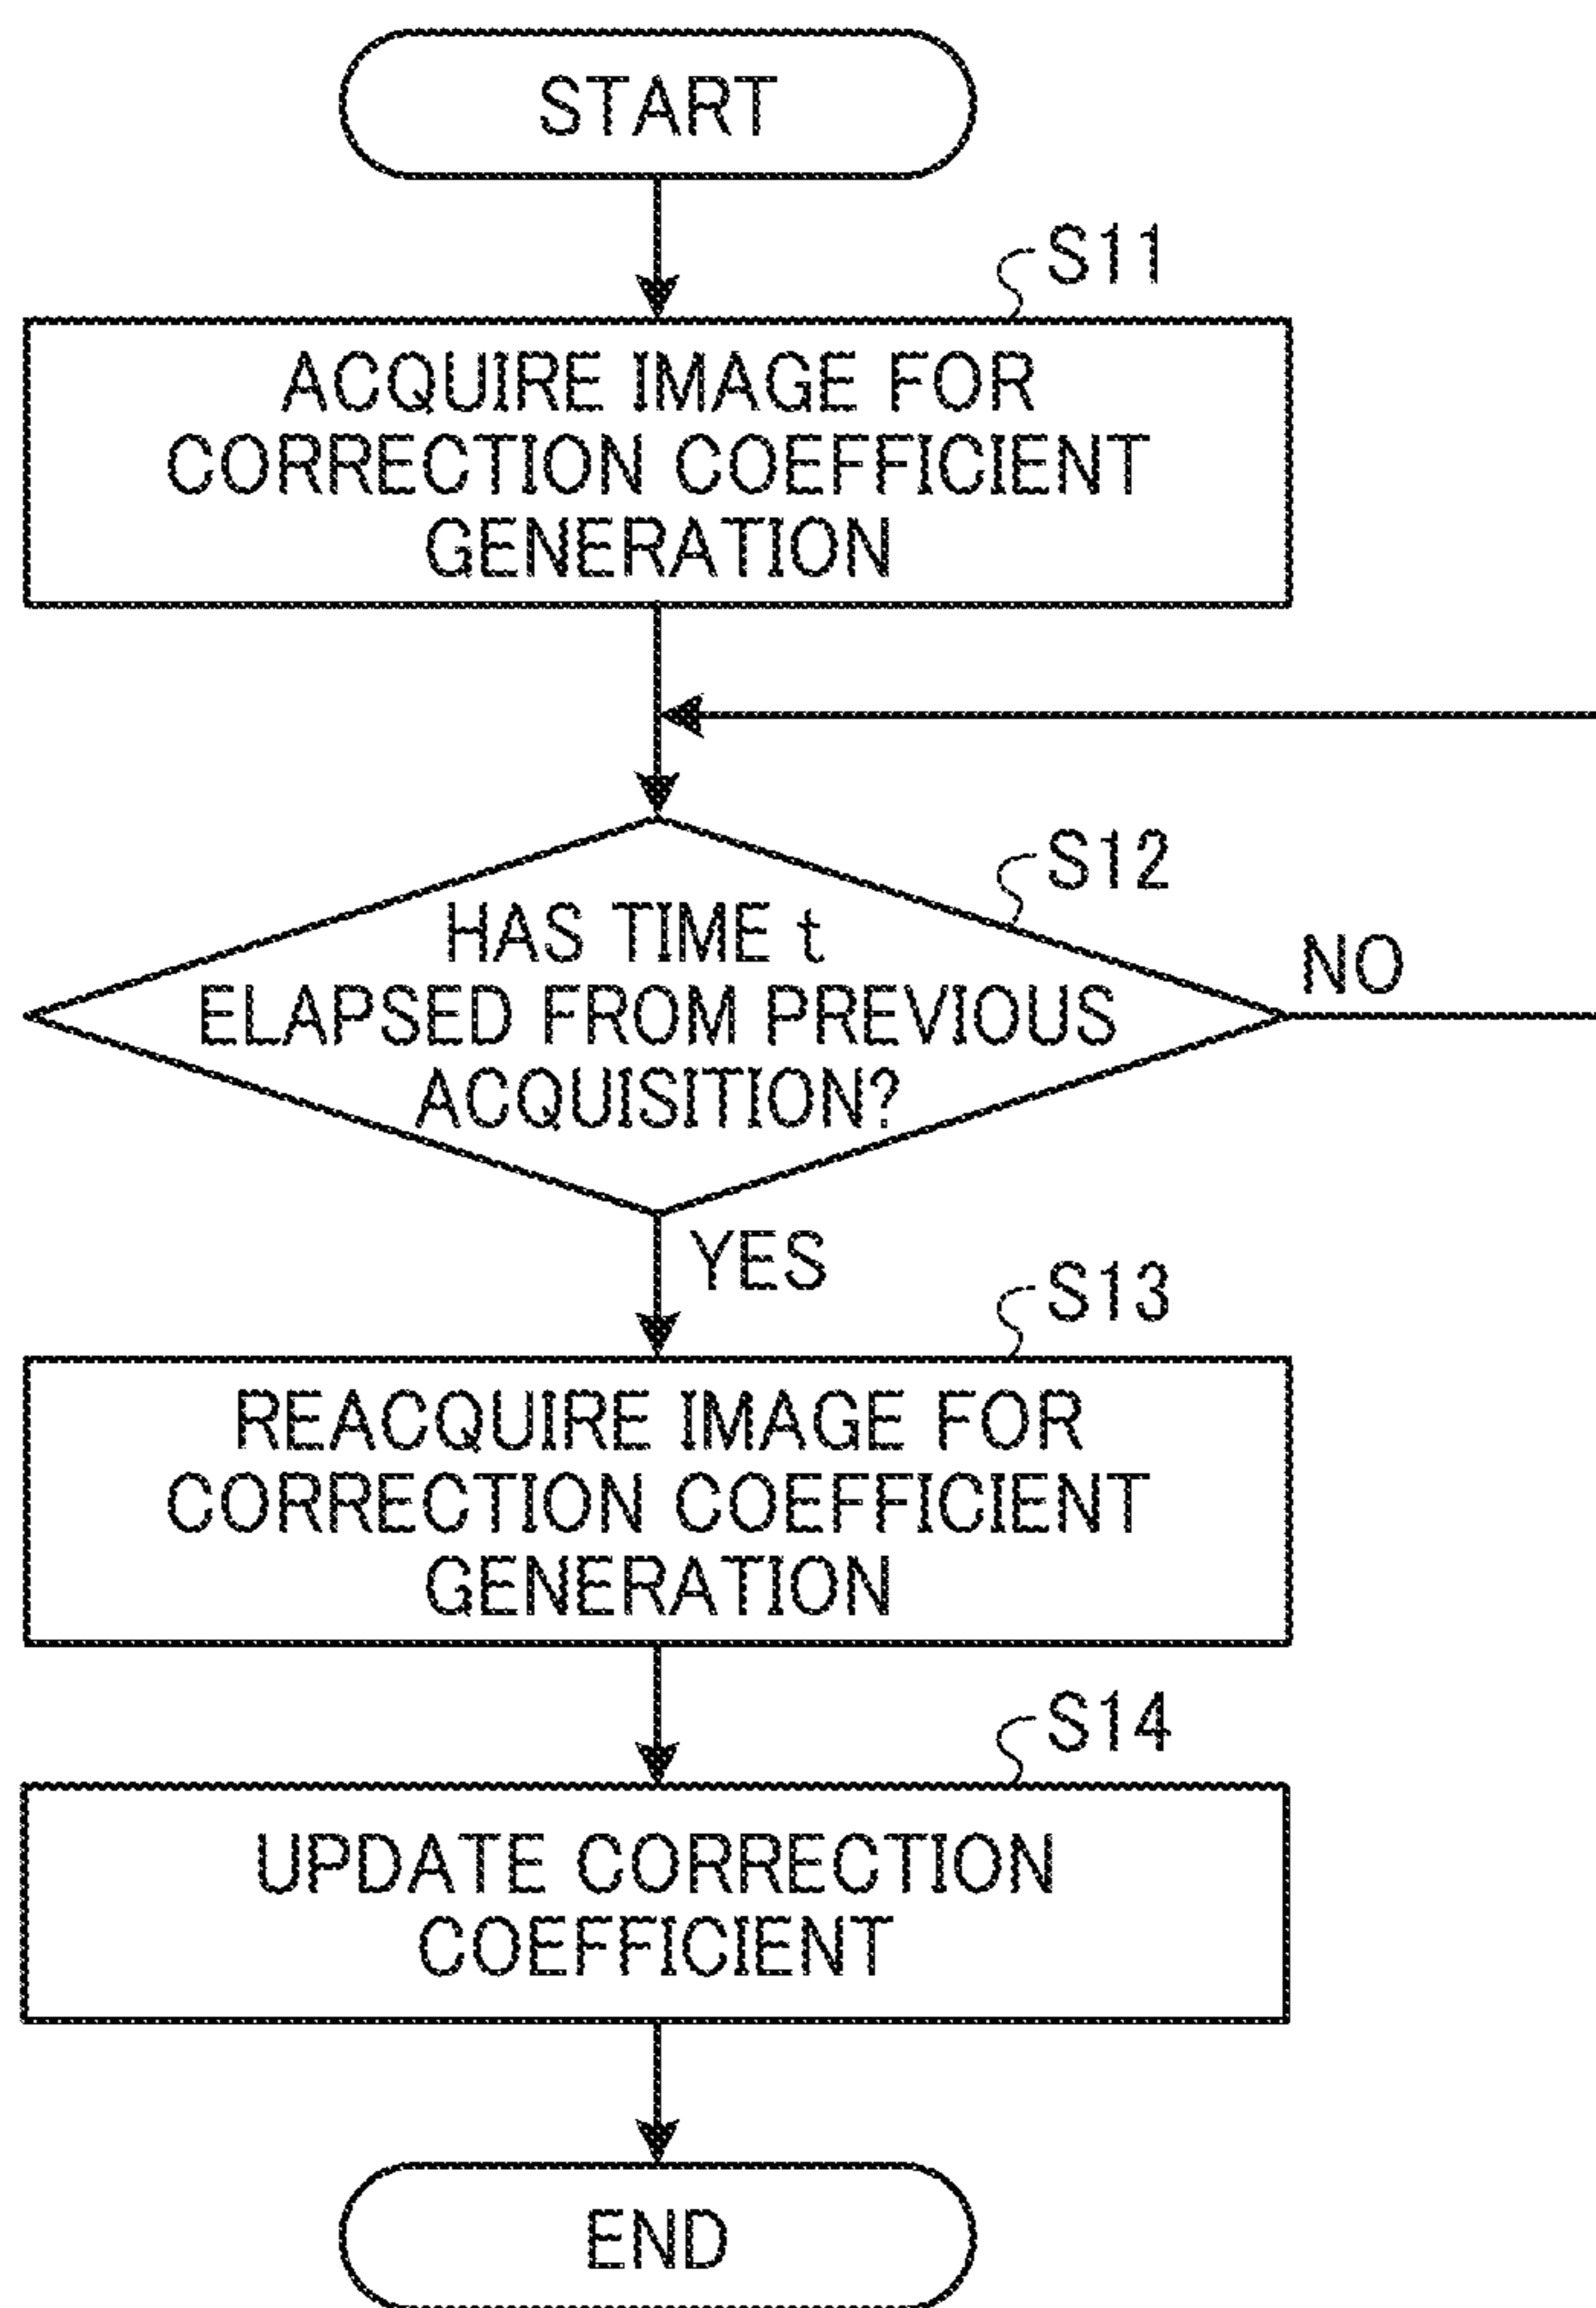 START
S11
ACQUIRE IMAGE FOR
CORRECTION COEFFICIENT
GENERATION
S12
HAS TIME t
ELAPSED FROM PREVIOUS
ACQUISITION?
NO
YES
S13
REACQUIRE IMAGE FOR
CORRECTION COEFFICIENT
GENERATION
S14
UPDATE CORRECTION
COEFFICIENT
END